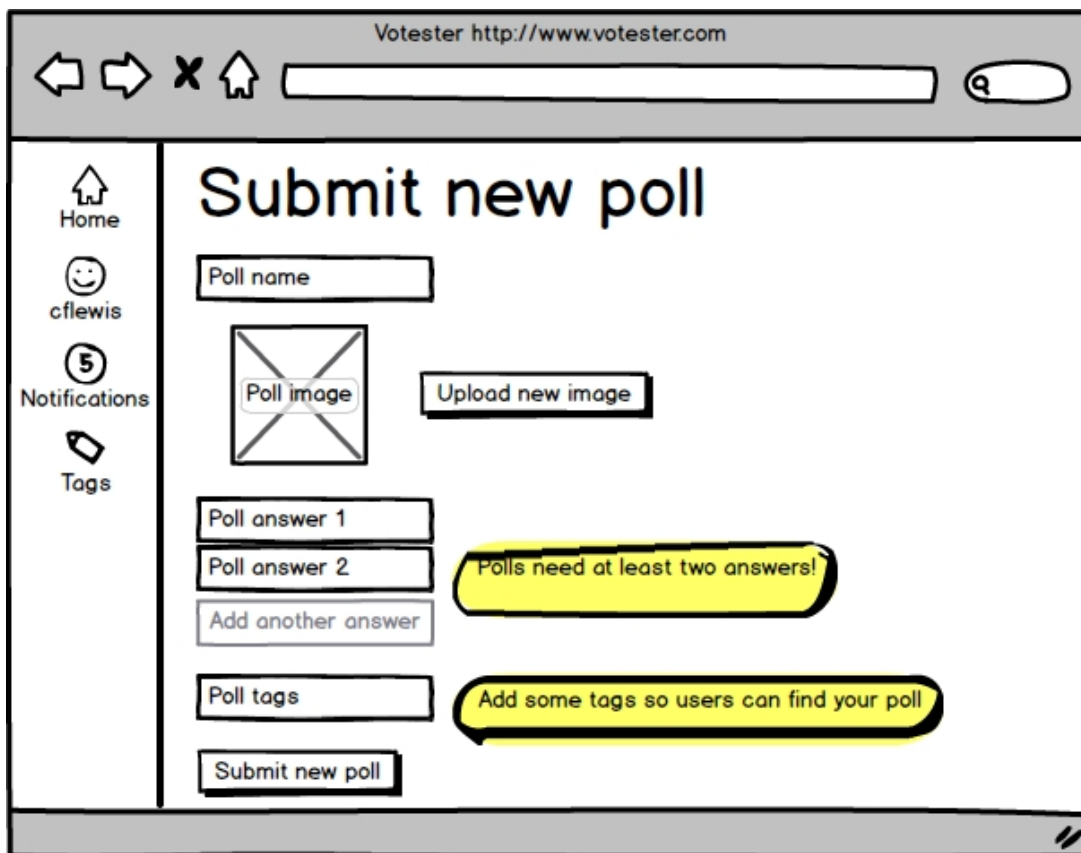 Votester http://www.votester.com
Home
cflewis
5
Notifications
Tags
Submit new poll
Poll name
Poll image
Upload new image
Poll answer 1
Poll answer 2
Polls need at least two answers!
Add another answer
Poll tags
Add some tags so users can find your poll
Submit new poll